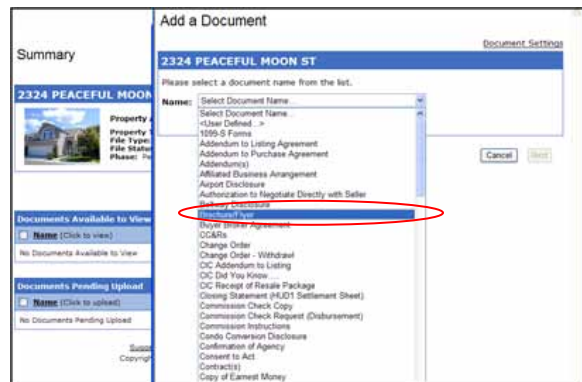 Add a Document
Document Settings
Summary
2324 PEACEFUL MOON ST
Please select a document name from the list.
Name: Select Document Name...
Select Document Name...
<User Defined...>
1099-S Forms
Addendum to Listing Agreement
Addendum to Purchase Agreement
Addendum(s)
Affiliated Business Arrangement
Airport Disclosure
Authorization to Negotiate Directly with Seller
Beltway Disclosure
Brochure/Flyer
Buyer Broker Agreement
CC&Rs
Change Order
Change Order - Withdrawl
CIC Addendum to Listing
CIC Did You Know ...
CIC Receipt of Resale Package
Closing Statement (HUD1 Settlement Sheet)
Commission Check Copy
Commission Check Request (Disbursement)
Commission Instructions
Condo Conversion Disclosure
Confirmation of Agency
Consent to Act
Contract(s)
Copy of Earnest Money
Cancel Next
2324 PEACEFUL MOON
Property
Property
File Type:
File Status
Phase: Pe
Documents Available to View
Name (Click to view)
No Documents Available to View
Documents Pending Upload
Name (Click to upload)
No Documents Pending Upload
Suppo
Copyrigh